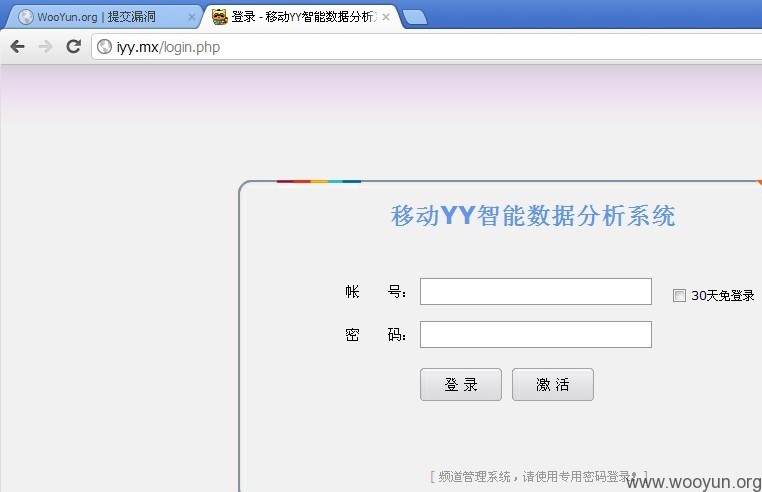 WooYun.org | 提交漏洞
登录 - 移动YY智能数据分析
iyy.mx/login.php
移动YY智能数据分析系统
帐 号：
30天免登录
密 码：
登 录
激 活
[ 频道管理系统，请使用专用密码登录! ]
www.wooyun.org